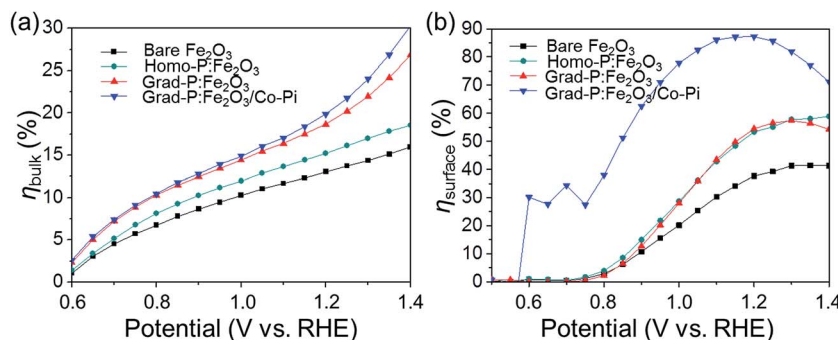 (a)
30
25
20
15
10
5
0
η_bulk (%)
Bare Fe₂O₃
Homo-P:Fe₂O₃
Grad-P:Fe₂O₃
Grad-P:Fe₂O₃/Co-Pi
0.6 0.8 1.0 1.2 1.4
Potential (V vs. RHE)
(b)
90
80
70
60
50
40
30
20
10
0
η_surface (%)
Bare Fe₂O₃
Homo-P:Fe₂O₃
Grad-P:Fe₂O₃
Grad-P:Fe₂O₃/Co-Pi
0.6 0.8 1.0 1.2 1.4
Potential (V vs. RHE)